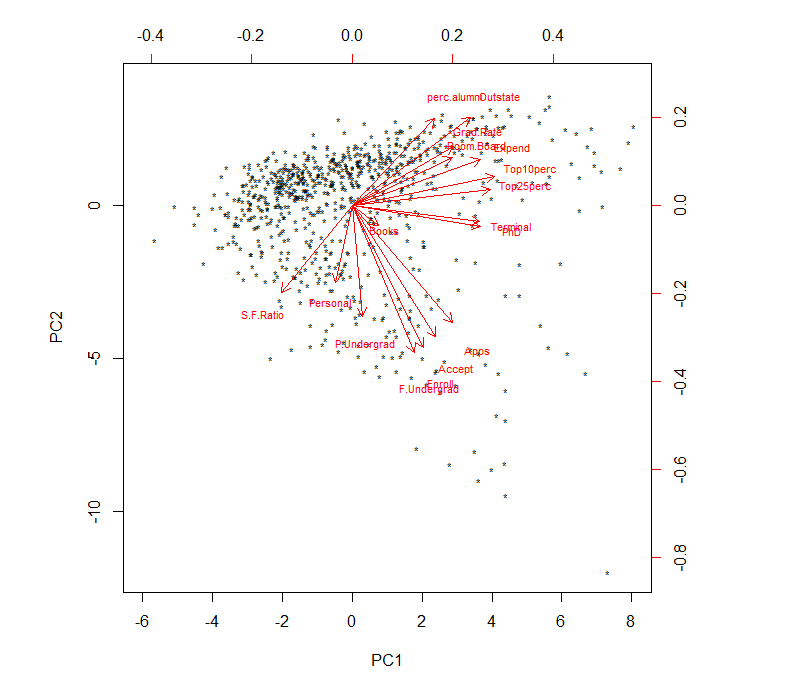 -0.4 -0.2 0.0 0.2 0.4
perc.alumni Outstate
Grad.Rate
Room.Board Expend
Top10perc
Top25perc
Terminal
PhD
Books
Personal
S.F.Ratio
P.Undergrad
Apps
Accept
Enroll
F.Undergrad
0.2
0.0
-0.2
-0.4
-0.6
-0.8
0
-5
-10
PC2
-6 -4 -2 0 2 4 6 8
PC1